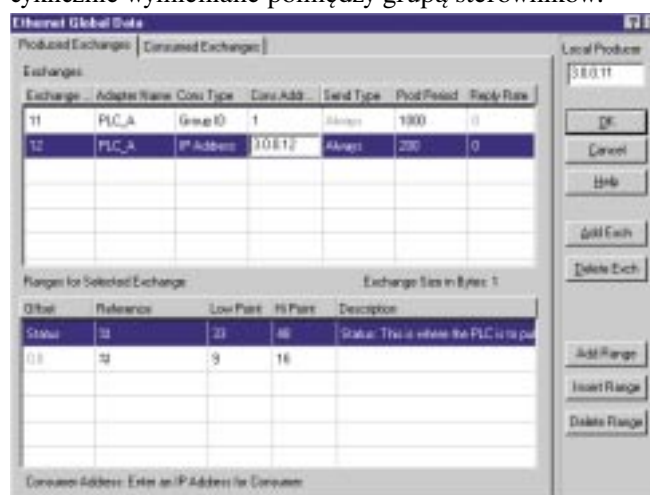 cyklicznie wymieniane pomiędzy grupą sterowników.
Ethernet Global Data
Produced Exchanges Consumed Exchanges
Local Producer
3.0.0.11
Exchanges:
Exchange ... Adapter Name Cons Type Cons Addr... Send Type Prod Period Reply Rate
11 PLC_A Group ID 1 Always 1000 0
12 PLC_A IP Address 3.0.0.12 Always 200 0
OK
Cancel
Help
Add Exch
Delete Exch
Ranges for Selected Exchange Exchange Size in Bytes: 1
Offset Reference Low Point Hi Point Description
Status %I 33 48 Status: This is where the PLC is to pu
0.0 %I 9 16
Add Range
Insert Range
Delete Range
Consumer Address: Enter an IP Address for Consumer